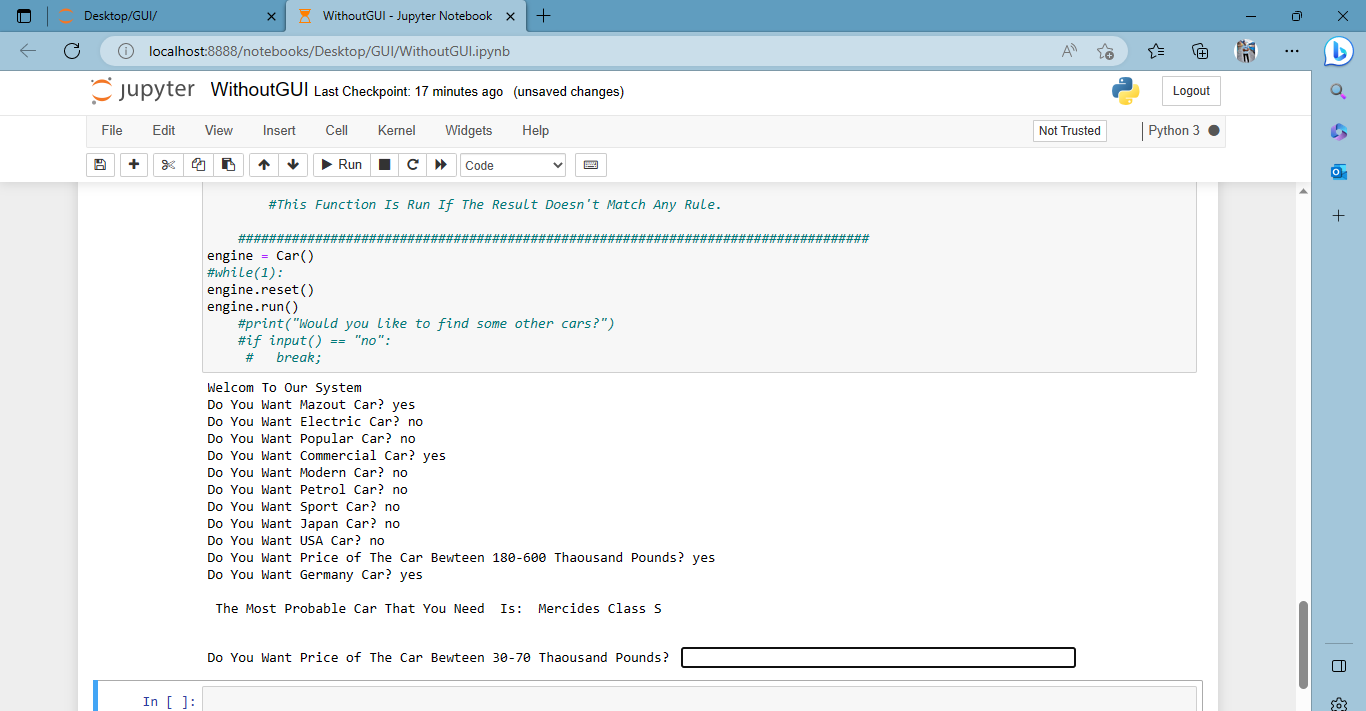 Desktop/GUI/
WithoutGUI - Jupyter Notebook
localhost:8888/notebooks/Desktop/GUI/WithoutGUI.ipynb
jupyter WithoutGUI Last Checkpoint: 17 minutes ago (unsaved changes)
Logout
File Edit View Insert Cell Kernel Widgets Help
Not Trusted
Python 3
Run
Code
#This Function Is Run If The Result Doesn't Match Any Rule.
##################################################################################
engine = Car()
#while(1):
engine.reset()
engine.run()
#print("Would you like to find some other cars?")
#if input() == "no":
# break;
Welcom To Our System
Do You Want Mazout Car? yes
Do You Want Electric Car? no
Do You Want Popular Car? no
Do You Want Commercial Car? yes
Do You Want Modern Car? no
Do You Want Petrol Car? no
Do You Want Sport Car? no
Do You Want Japan Car? no
Do You Want USA Car? no
Do You Want Price of The Car Bewteen 180-600 Thaousand Pounds? yes
Do You Want Germany Car? yes
The Most Probable Car That You Need Is: Mercides Class S
Do You Want Price of The Car Bewteen 30-70 Thaousand Pounds?
In [ ]: